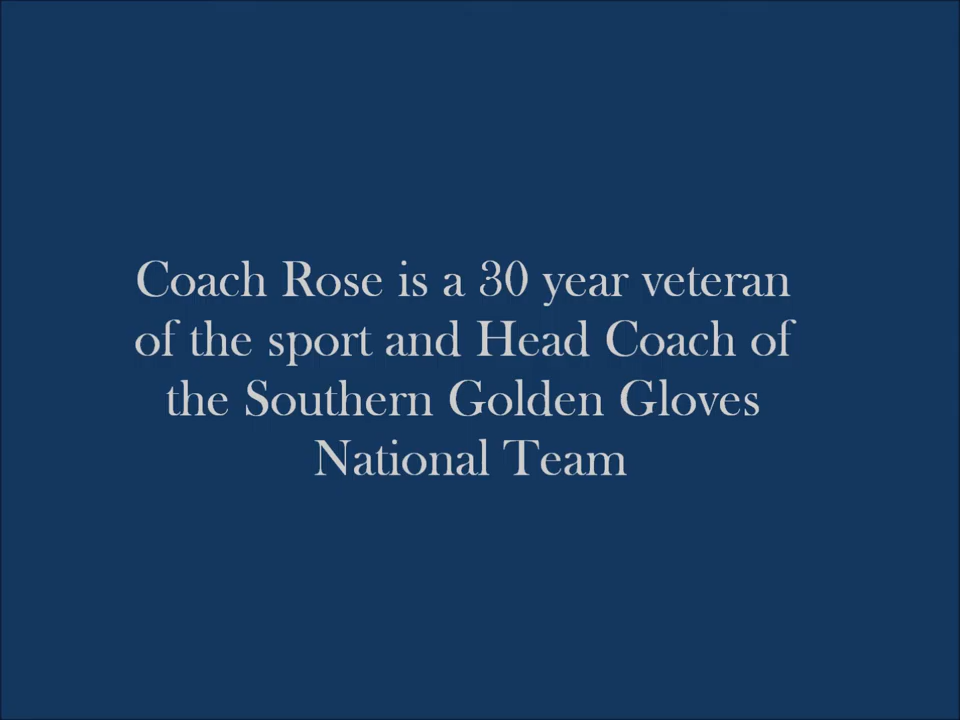 Coach Rose is a 30 year veteran
of the sport and Head Coach of
the Southern Golden Gloves
National Team